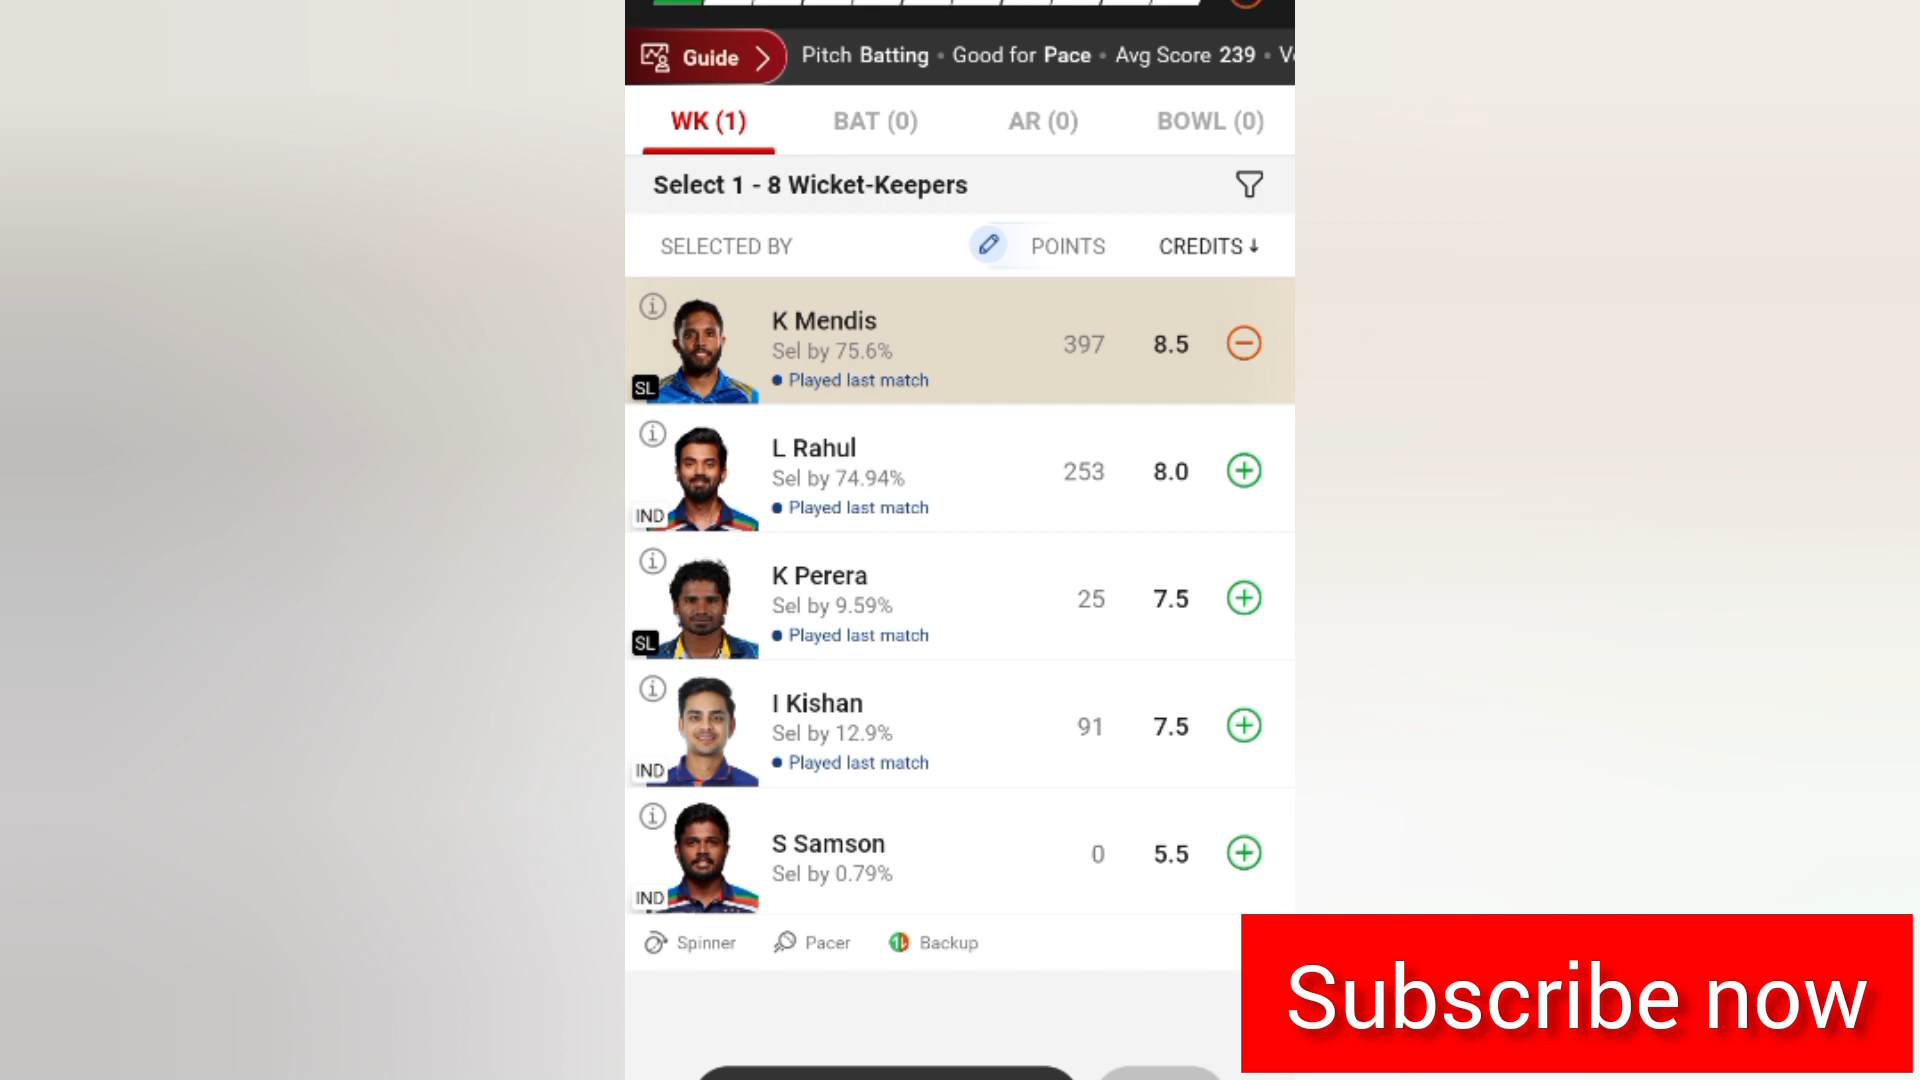 Guide
Pitch Batting • Good for Pace • Avg Score 239 •
WK (1) BAT (0) AR (0) BOWL (0)
Select 1 - 8 Wicket-Keepers
SELECTED BY POINTS CREDITS ↓
K Mendis
Sel by 75.6%
Played last match
397 8.5
SL
L Rahul
Sel by 74.94%
Played last match
253 8.0
IND
K Perera
Sel by 9.59%
Played last match
25 7.5
SL
I Kishan
Sel by 12.9%
Played last match
91 7.5
IND
S Samson
Sel by 0.79%
0 5.5
IND
Spinner Pacer Backup
Subscribe now